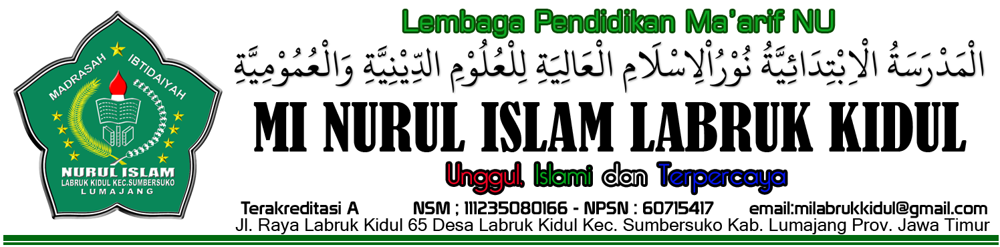 MADRASAH IBTIDAIYAH
NURUL ISLAM
LABRUK KIDUL KEC.SUMBERSUKO
LUMAJANG
Lembaga Pendidikan Ma'arif NU
الْمَدْرَسَةُ الْاِبْتِدَائِيَّةُ نُوْرُالْاِسْلَامِ الْعَالِيَةِ لِلْعُلُوْمِ الدِّيْنِيَّةِ وَالْعُمُوْمِيَّةِ
MI NURUL ISLAM LABRUK KIDUL
Unggul, Islami dan Terpercaya
Terakreditasi A NSM ; 111235080166 - NPSN : 60715417 email:milabrukkidul@gmail.com
Jl. Raya Labruk Kidul 65 Desa Labruk Kidul Kec. Sumbersuko Kab. Lumajang Prov. Jawa Timur